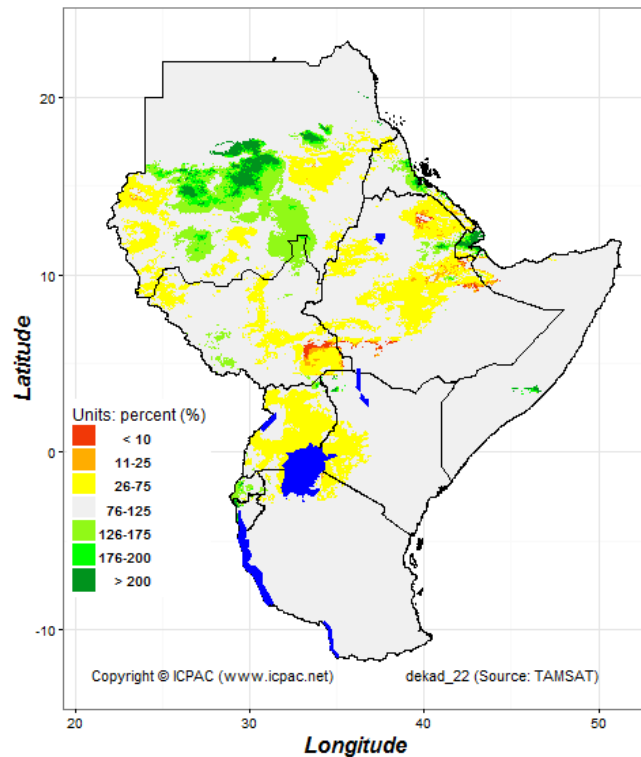 20
10
0
-10
Latitude
Units: percent (%)
< 10
11-25
26-75
76-125
126-175
176-200
> 200
Copyright © ICPAC (www.icpac.net) dekad_22 (Source: TAMSAT)
20 30 40 50
Longitude